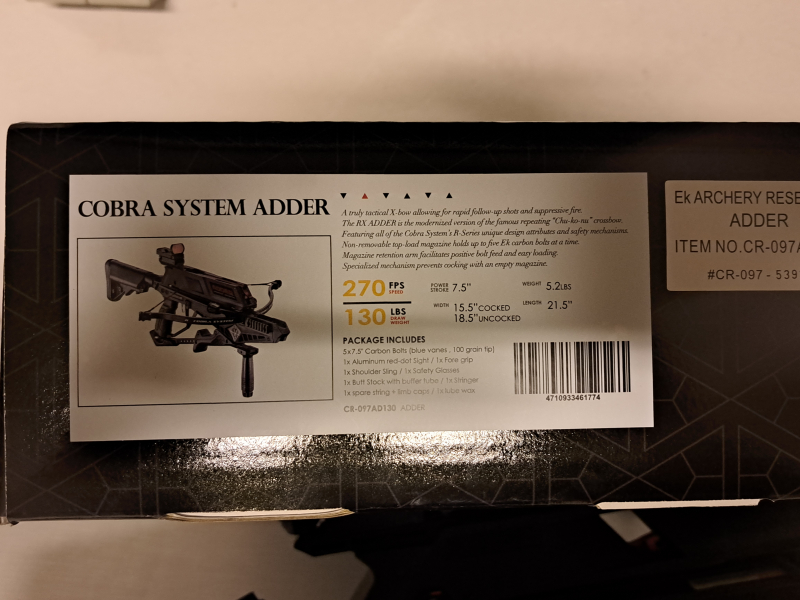 COBRA SYSTEM ADDER
A truly tactical X-bow allowing for rapid follow-up shots and suppressive fire.
The RX ADDER is the modernized version of the famous repeating "Chu-ko-nu" crossbow.
Featuring all of the Cobra System's R-Series unique design attributes and safety mechanisms.
Non-removable top-load magazine holds up to five Ek carbon bolts at a time.
Magazine retention arm facilitates positive bolt feed and easy loading.
Specialized mechanism prevents cocking with an empty magazine.
COBRA SYSTEM
270 FPS SPEED
130 LBS DRAW WEIGHT
POWER STROKE 7.5"
WEIGHT 5.2LBS
WIDTH 15.5"COCKED
18.5"UNCOCKED
LENGTH 21.5"
PACKAGE INCLUDES
5x7.5" Carbon Bolts (blue vanes , 100 grain tip)
1x Aluminum red-dot Sight / 1x Fore grip
1x Shoulder Sling / 1x Safety Glasses
1x Butt Stock with buffer tube / 1x Stringer
1x spare string + limb caps / 1x lube wax
CR-097AD130 ADDER
4710933461774
Ek ARCHERY RESE
ADDER
ITEM NO.CR-097A
#CR-097 - 539